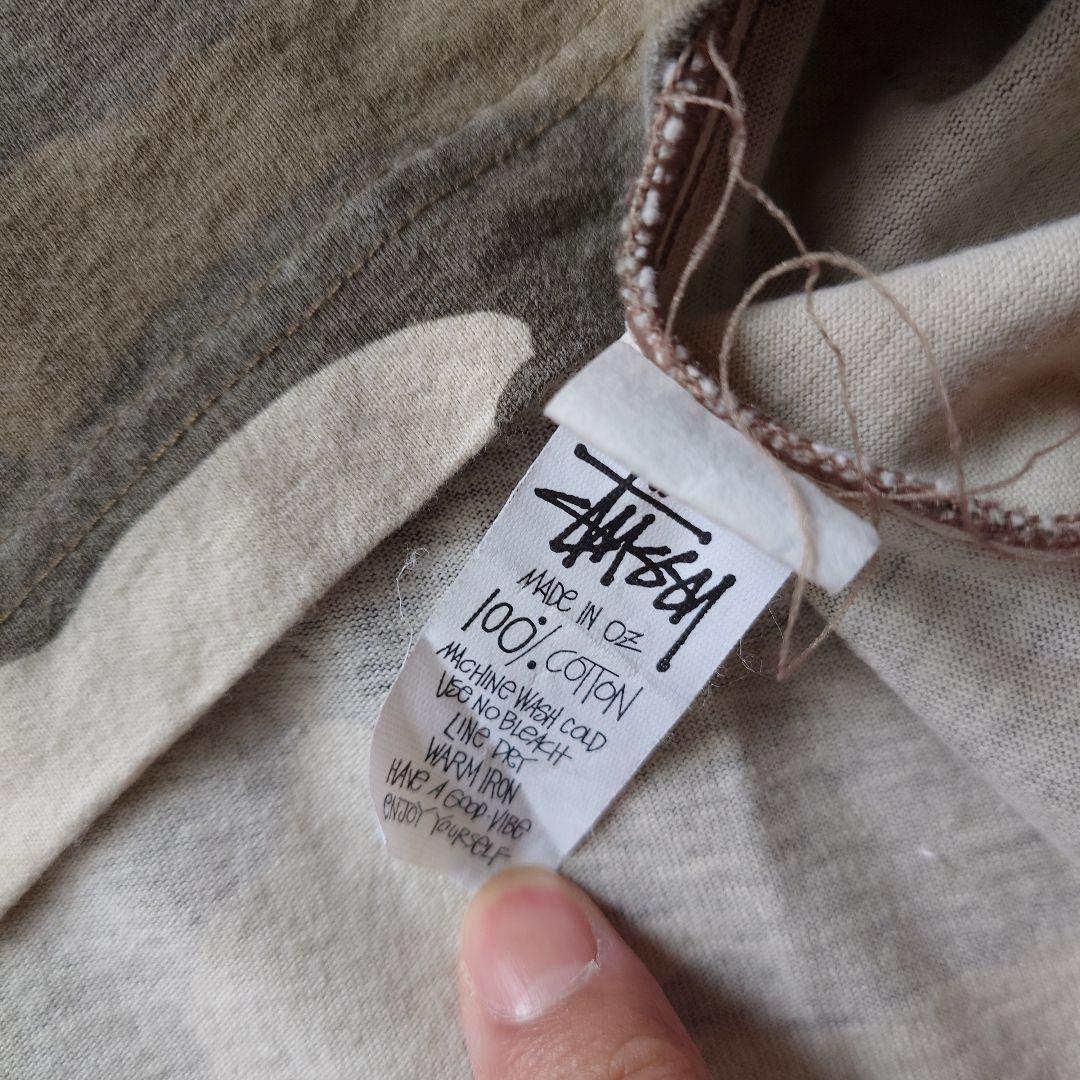 STÜSSY
MADE IN OZ
100% COTTON
MACHINE WASH COLD
USE NO BLEACH
LINE DRY
WARM IRON
HAVE A GOOD VIBE
ENJOY YOURSELF